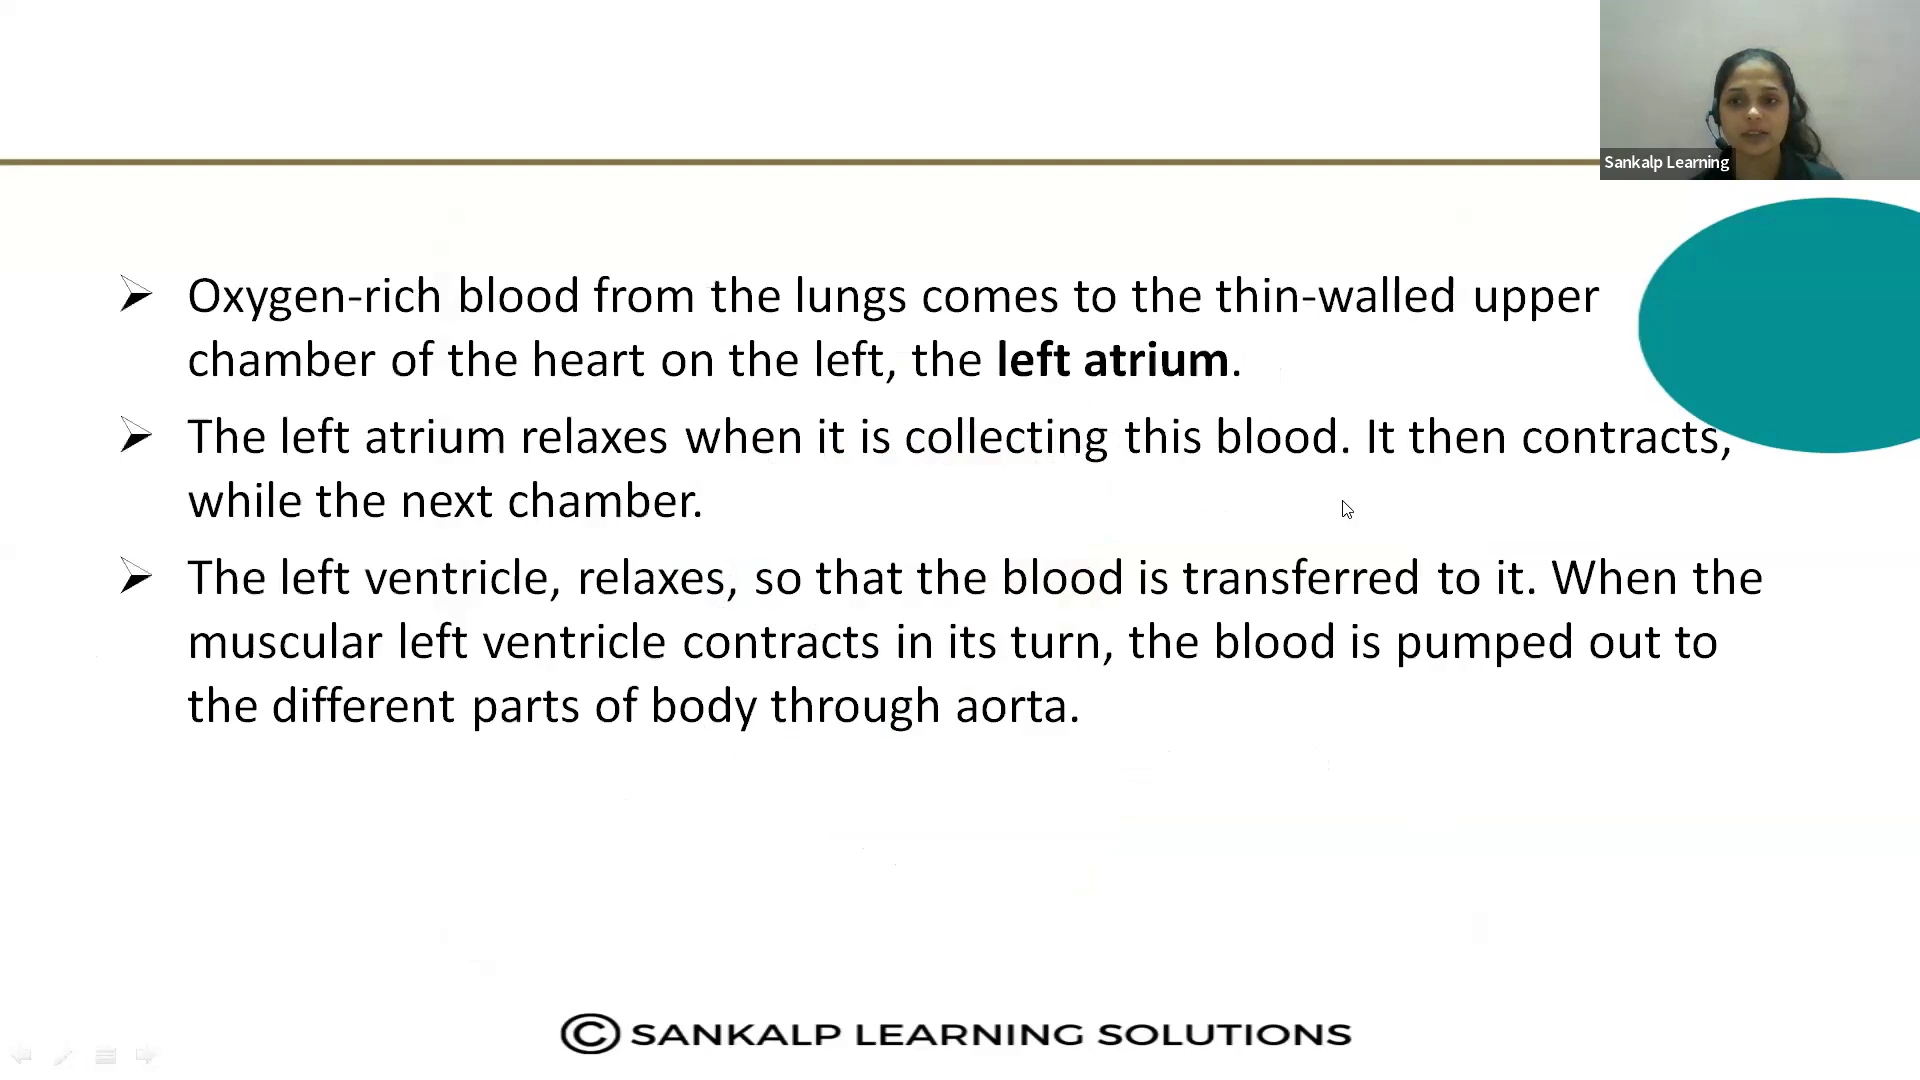 Sankalp Learning
➢ Oxygen-rich blood from the lungs comes to the thin-walled upper
chamber of the heart on the left, the left atrium.
➢ The left atrium relaxes when it is collecting this blood. It then contracts,
while the next chamber.
➢ The left ventricle, relaxes, so that the blood is transferred to it. When the
muscular left ventricle contracts in its turn, the blood is pumped out to
the different parts of body through aorta.
© SANKALP LEARNING SOLUTIONS